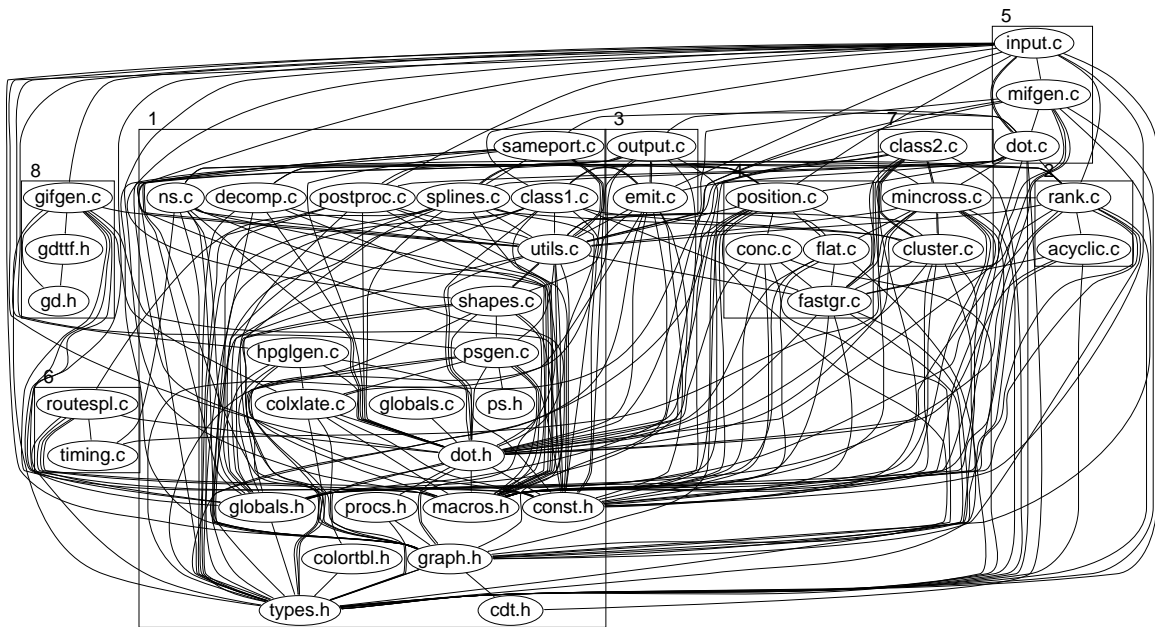 5
input.c
mifgen.c
1
3
7
sameport.c
output.c
class2.c
dot.c
8
gifgen.c
ns.c
decomp.c
postproc.c
splines.c
class1.c
emit.c
position.c
mincross.c
rank.c
gdttf.h
utils.c
conc.c
flat.c
cluster.c
acyclic.c
gd.h
shapes.c
fastgr.c
hpglgen.c
psgen.c
6
routespl.c
colxlate.c
globals.c
ps.h
timing.c
dot.h
globals.h
procs.h
macros.h
const.h
colortbl.h
graph.h
types.h
cdt.h